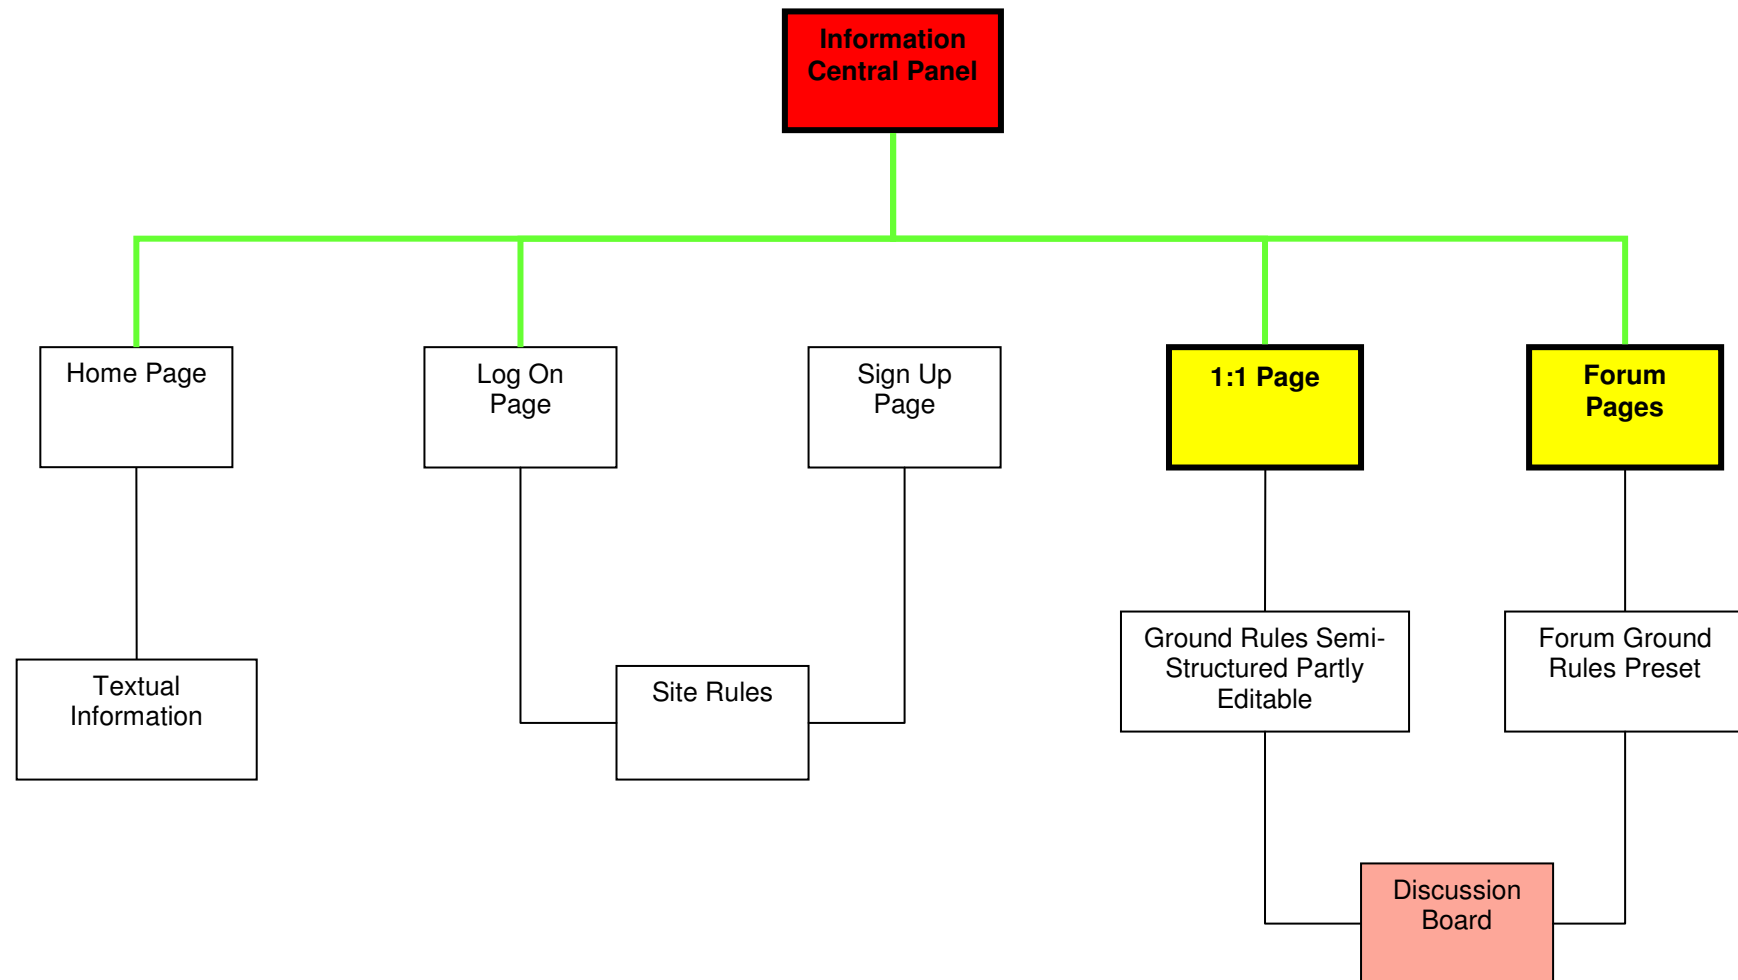 Information
Central Panel
Home Page
Log On
Page
Sign Up
Page
1:1 Page
Forum
Pages
Textual
Information
Site Rules
Ground Rules Semi-
Structured Partly
Editable
Forum Ground
Rules Preset
Discussion
Board